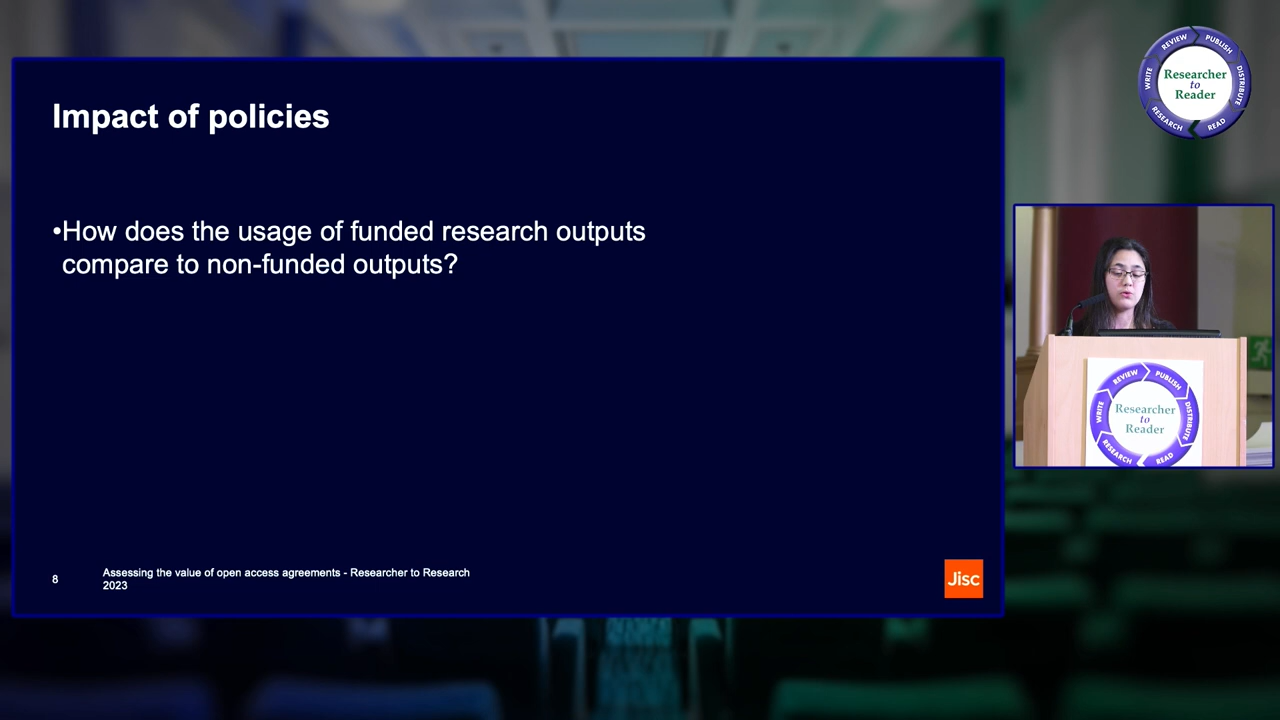 Impact of policies
•How does the usage of funded research outputs
compare to non-funded outputs?
8
Assessing the value of open access agreements - Researcher to Research
2023
Jisc
REVIEW
PUBLISH
DISTRIBUTE
READ
RESEARCH
WRITE
Researcher
to
Reader
REVIEW
PUBLISH
DISTRIBUTE
READ
RESEARCH
WRITE
Researcher
to
Reader